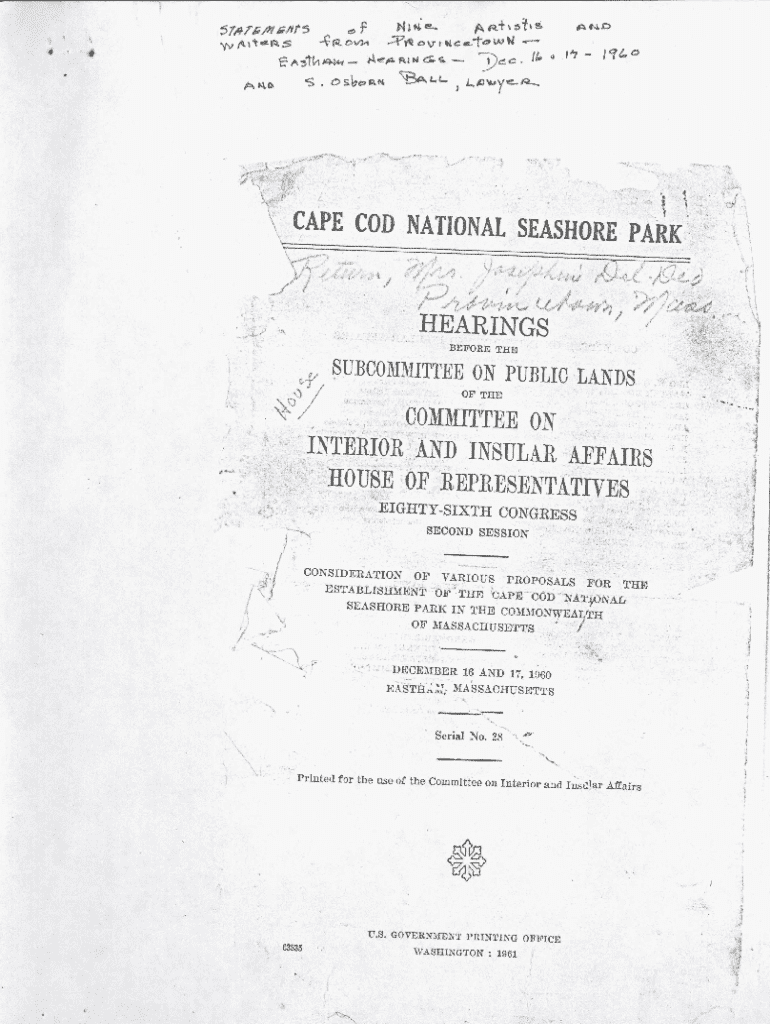 STATEMENTS of NINE ARTISTS AND
WRITERS FROM PROVINCETOWN —
EASTHAM — HEARINGS — Dec. 16 & 17 - 1960
AND S. OSBORN BALL, LAWYER
CAPE COD NATIONAL SEASHORE PARK
Return, Mrs. Josephine Del Deo
Provincetown, Mass.
HEARINGS
BEFORE THE
SUBCOMMITTEE ON PUBLIC LANDS
OF THE
House
COMMITTEE ON
INTERIOR AND INSULAR AFFAIRS
HOUSE OF REPRESENTATIVES
EIGHTY-SIXTH CONGRESS
SECOND SESSION
CONSIDERATION OF VARIOUS PROPOSALS FOR THE
ESTABLISHMENT OF THE CAPE COD NATIONAL
SEASHORE PARK IN THE COMMONWEALTH
OF MASSACHUSETTS
DECEMBER 16 AND 17, 1960
EASTHAM, MASSACHUSETTS
Serial No. 28
Printed for the use of the Committee on Interior and Insular Affairs
U.S. GOVERNMENT PRINTING OFFICE
63835
WASHINGTON : 1961